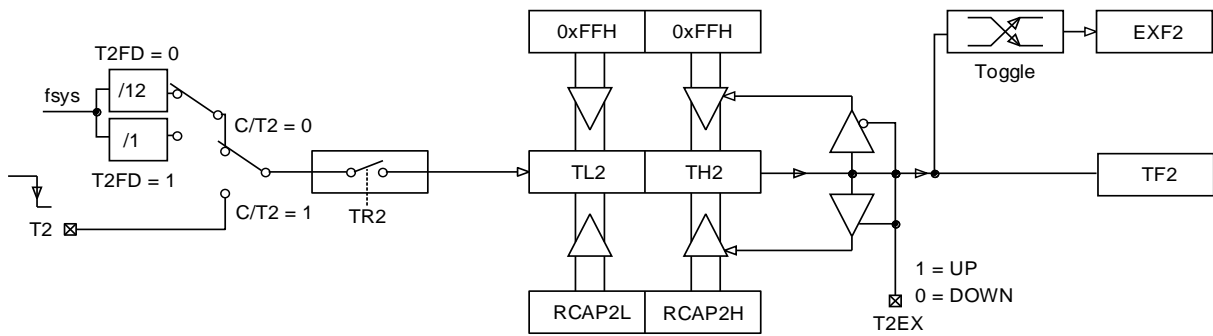 0xFFH 0xFFH
EXF2
T2FD = 0
Toggle
/12
fsys
C/T2 = 0
/1
TL2 TH2
TF2
T2FD = 1
C/T2 = 1
TR2
T2
1 = UP
0 = DOWN
RCAP2L RCAP2H
T2EX